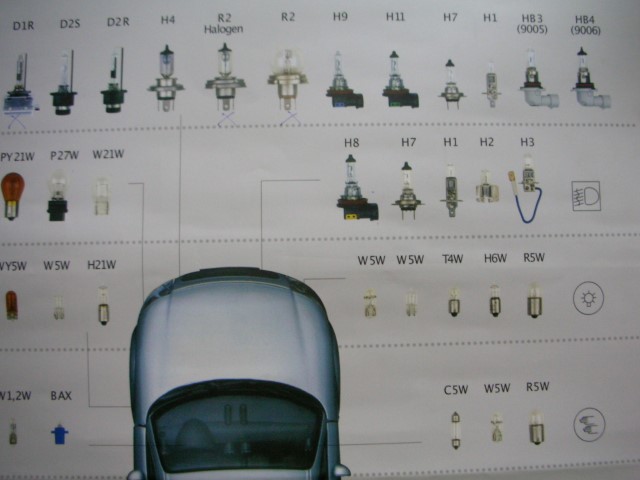 D1R D2S D2R H4 R2 R2 H9 H11 H7 H1 HB3 HB4
Halogen (9005) (9006)
PY21W P27W W21W H8 H7 H1 H2 H3
WY5W W5W H21W W5W W5W T4W H6W R5W
W1,2W BAX C5W W5W R5W